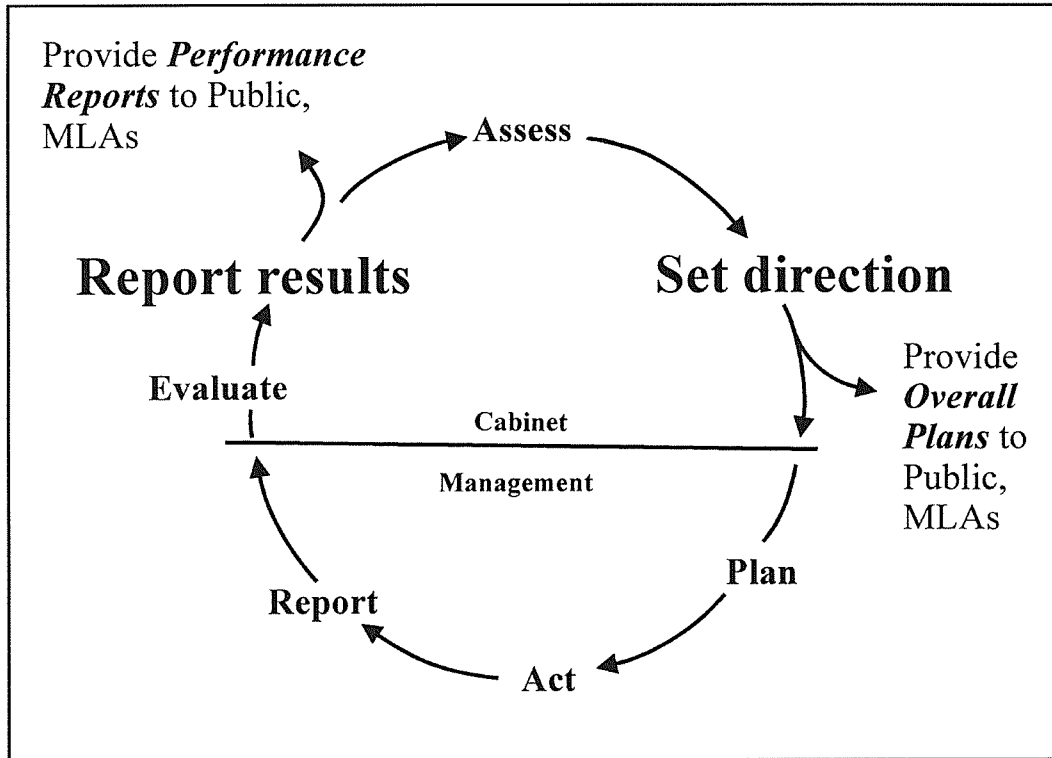 Provide Performance
Reports to Public,
MLAs
Assess
Report results
Set direction
Evaluate
Provide
Overall
Plans to
Public,
MLAs
Cabinet
Management
Plan
Report
Act